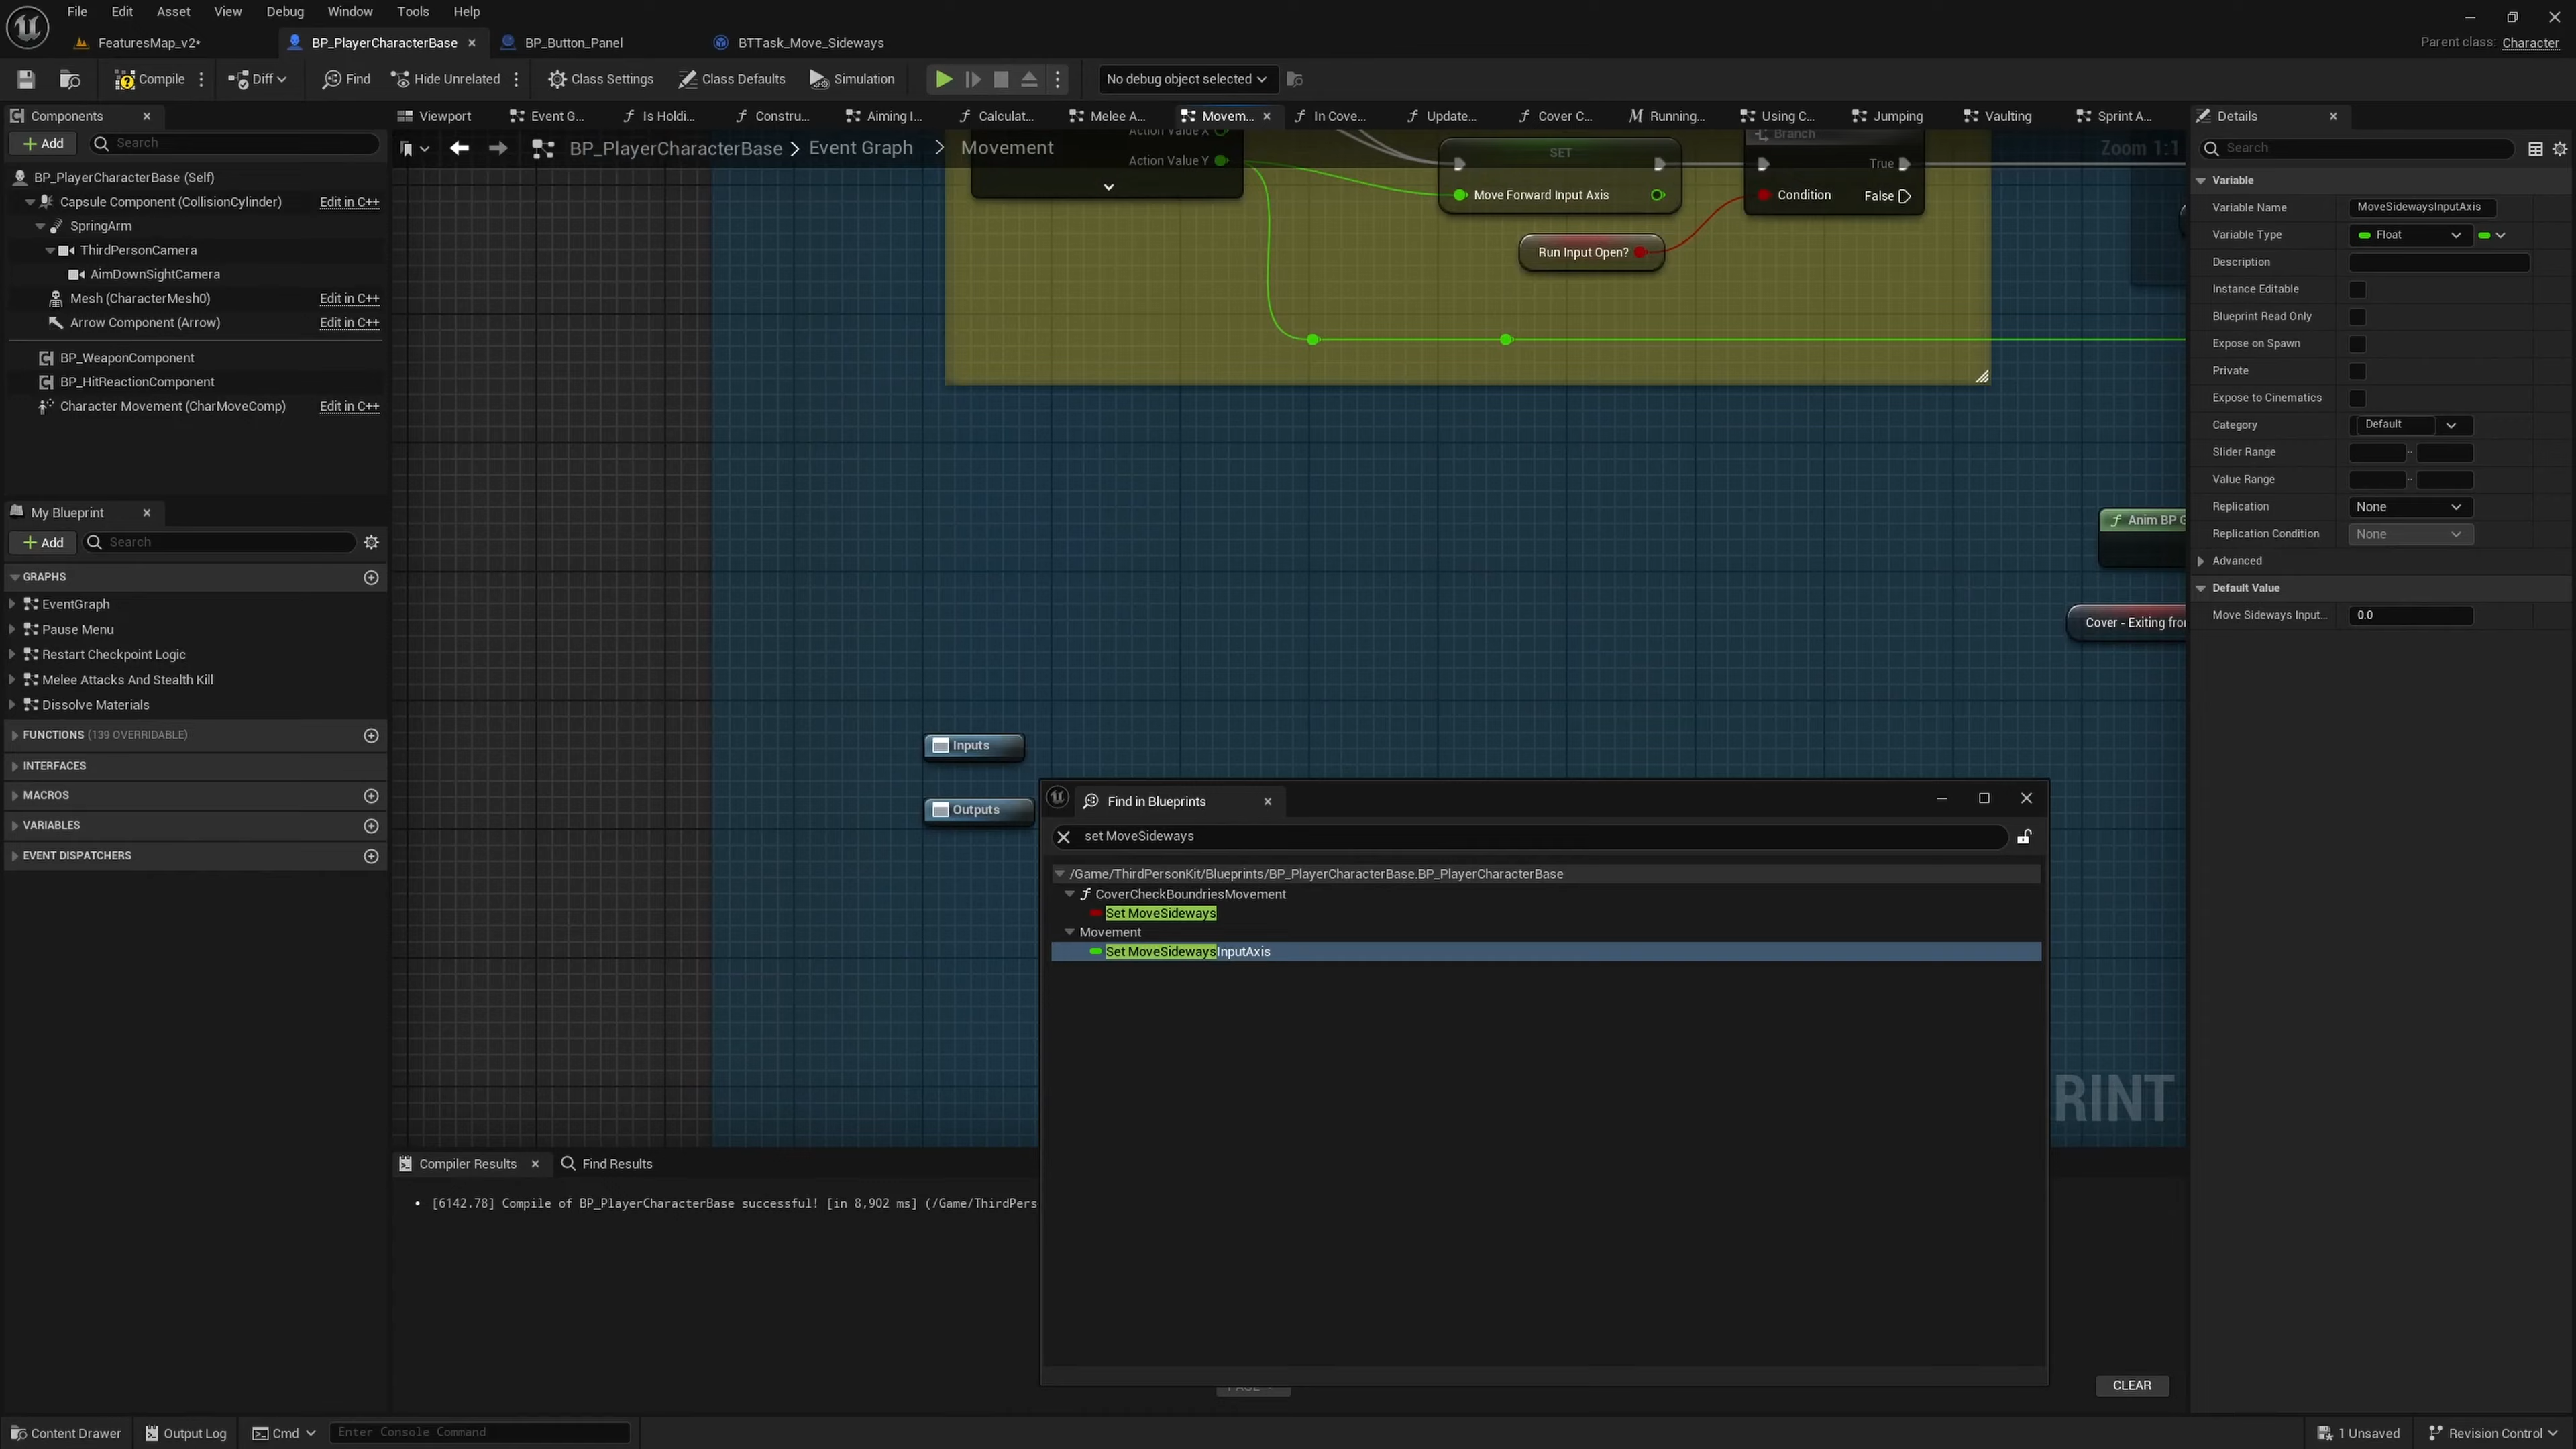 File Edit Asset View Debug Window Tools Help
FeaturesMap_v2* BP_PlayerCharacterBase BP_Button_Panel BTTask_Move_Sideways Parent class: Character
Compile Diff Find Hide Unrelated Class Settings Class Defaults Simulation No debug object selected
Components
Add Search
BP_PlayerCharacterBase (Self)
Capsule Component (CollisionCylinder) Edit in C++
SpringArm
ThirdPersonCamera
AimDownSightCamera
Mesh (CharacterMesh0) Edit in C++
Arrow Component (Arrow) Edit in C++
BP_WeaponComponent
BP_HitReactionComponent
Character Movement (CharMoveComp) Edit in C++
My Blueprint
Add Search
GRAPHS
EventGraph
Pause Menu
Restart Checkpoint Logic
Melee Attacks And Stealth Kill
Dissolve Materials
FUNCTIONS (139 OVERRIDABLE)
INTERFACES
MACROS
VARIABLES
EVENT DISPATCHERS
Viewport Event G... Is Holdi... Constru... Aiming I... Calculat... Melee A... Movem... In Cove... Update... Cover C... Running... Using C... Jumping Vaulting Sprint A...
BP_PlayerCharacterBase > Event Graph > Movement
Zoom 1:1
Action Value X
Action Value Y
SET
Move Forward Input Axis
Branch
True
Condition False
Run Input Open?
Anim BP G
Cover - Exiting fro
Inputs
Outputs
RINT
Find in Blueprints
set MoveSideways
/Game/ThirdPersonKit/Blueprints/BP_PlayerCharacterBase.BP_PlayerCharacterBase
CoverCheckBoundriesMovement
Set MoveSideways
Movement
Set MoveSidewaysInputAxis
Compiler Results Find Results
[6142.78] Compile of BP_PlayerCharacterBase successful! [in 8,902 ms] (/Game/ThirdPers
CLEAR
Details
Search
Variable
Variable Name MoveSidewaysInputAxis
Variable Type Float
Description
Instance Editable
Blueprint Read Only
Expose on Spawn
Private
Expose to Cinematics
Category Default
Slider Range
Value Range
Replication None
Replication Condition None
Advanced
Default Value
Move Sideways Input... 0.0
Content Drawer Output Log Cmd Enter Console Command 1 Unsaved Revision Control